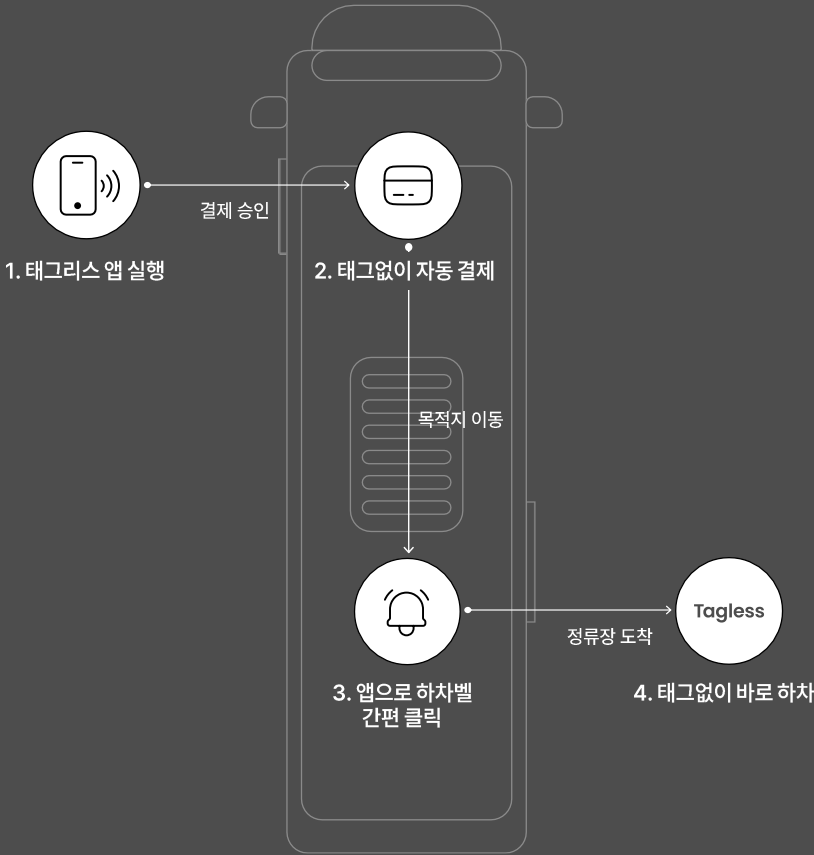 결제 승인
1. 태그리스 앱 실행
2. 태그없이 자동 결제
목적지 이동
3. 앱으로 하차벨
간편 클릭
Tagless
정류장 도착
4. 태그없이 바로 하차